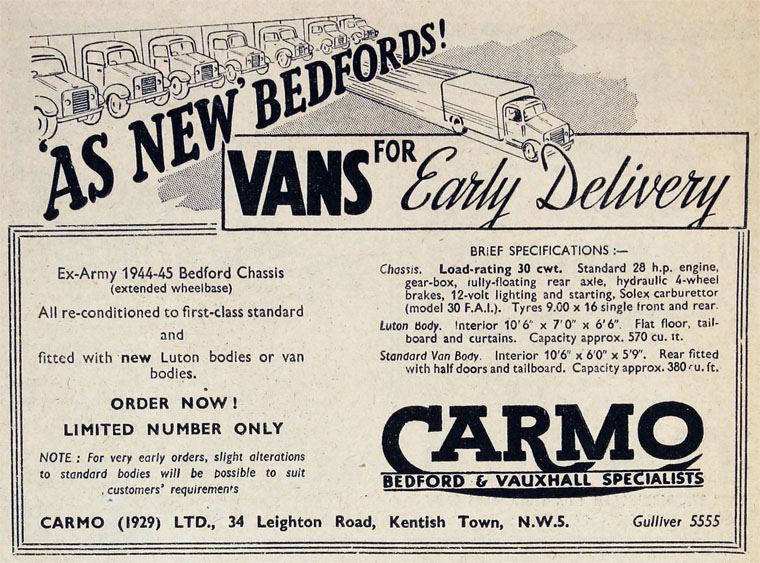 'AS NEW' BEDFORDS!
VANS FOR Early Delivery
Ex-Army 1944-45 Bedford Chassis
(extended wheelbase)
All re-conditioned to first-class standard
and
fitted with new Luton bodies or van
bodies.
ORDER NOW!
LIMITED NUMBER ONLY
NOTE : For very early orders, slight alterations
to standard bodies will be possible to suit
customers' requirements
BRIEF SPECIFICATIONS :—
Chassis. Load-rating 30 cwt. Standard 28 h.p. engine,
gear-box, fully-floating rear axle, hydraulic 4-wheel
brakes, 12-volt lighting and starting, Solex carburettor
(model 30 F.A.I.). Tyres 9.00 x 16 single front and rear.
Luton Body. Interior 10'6" x 7'0" x 6'6". Flat floor, tail-
board and curtains. Capacity approx. 570 cu. ft.
Standard Van Body. Interior 10'6" x 6'0" x 5'9". Rear fitted
with half doors and tailboard. Capacity approx. 380 cu. ft.
CARMO
BEDFORD & VAUXHALL SPECIALISTS
CARMO (1929) LTD., 34 Leighton Road, Kentish Town, N.W.5. Gulliver 5555